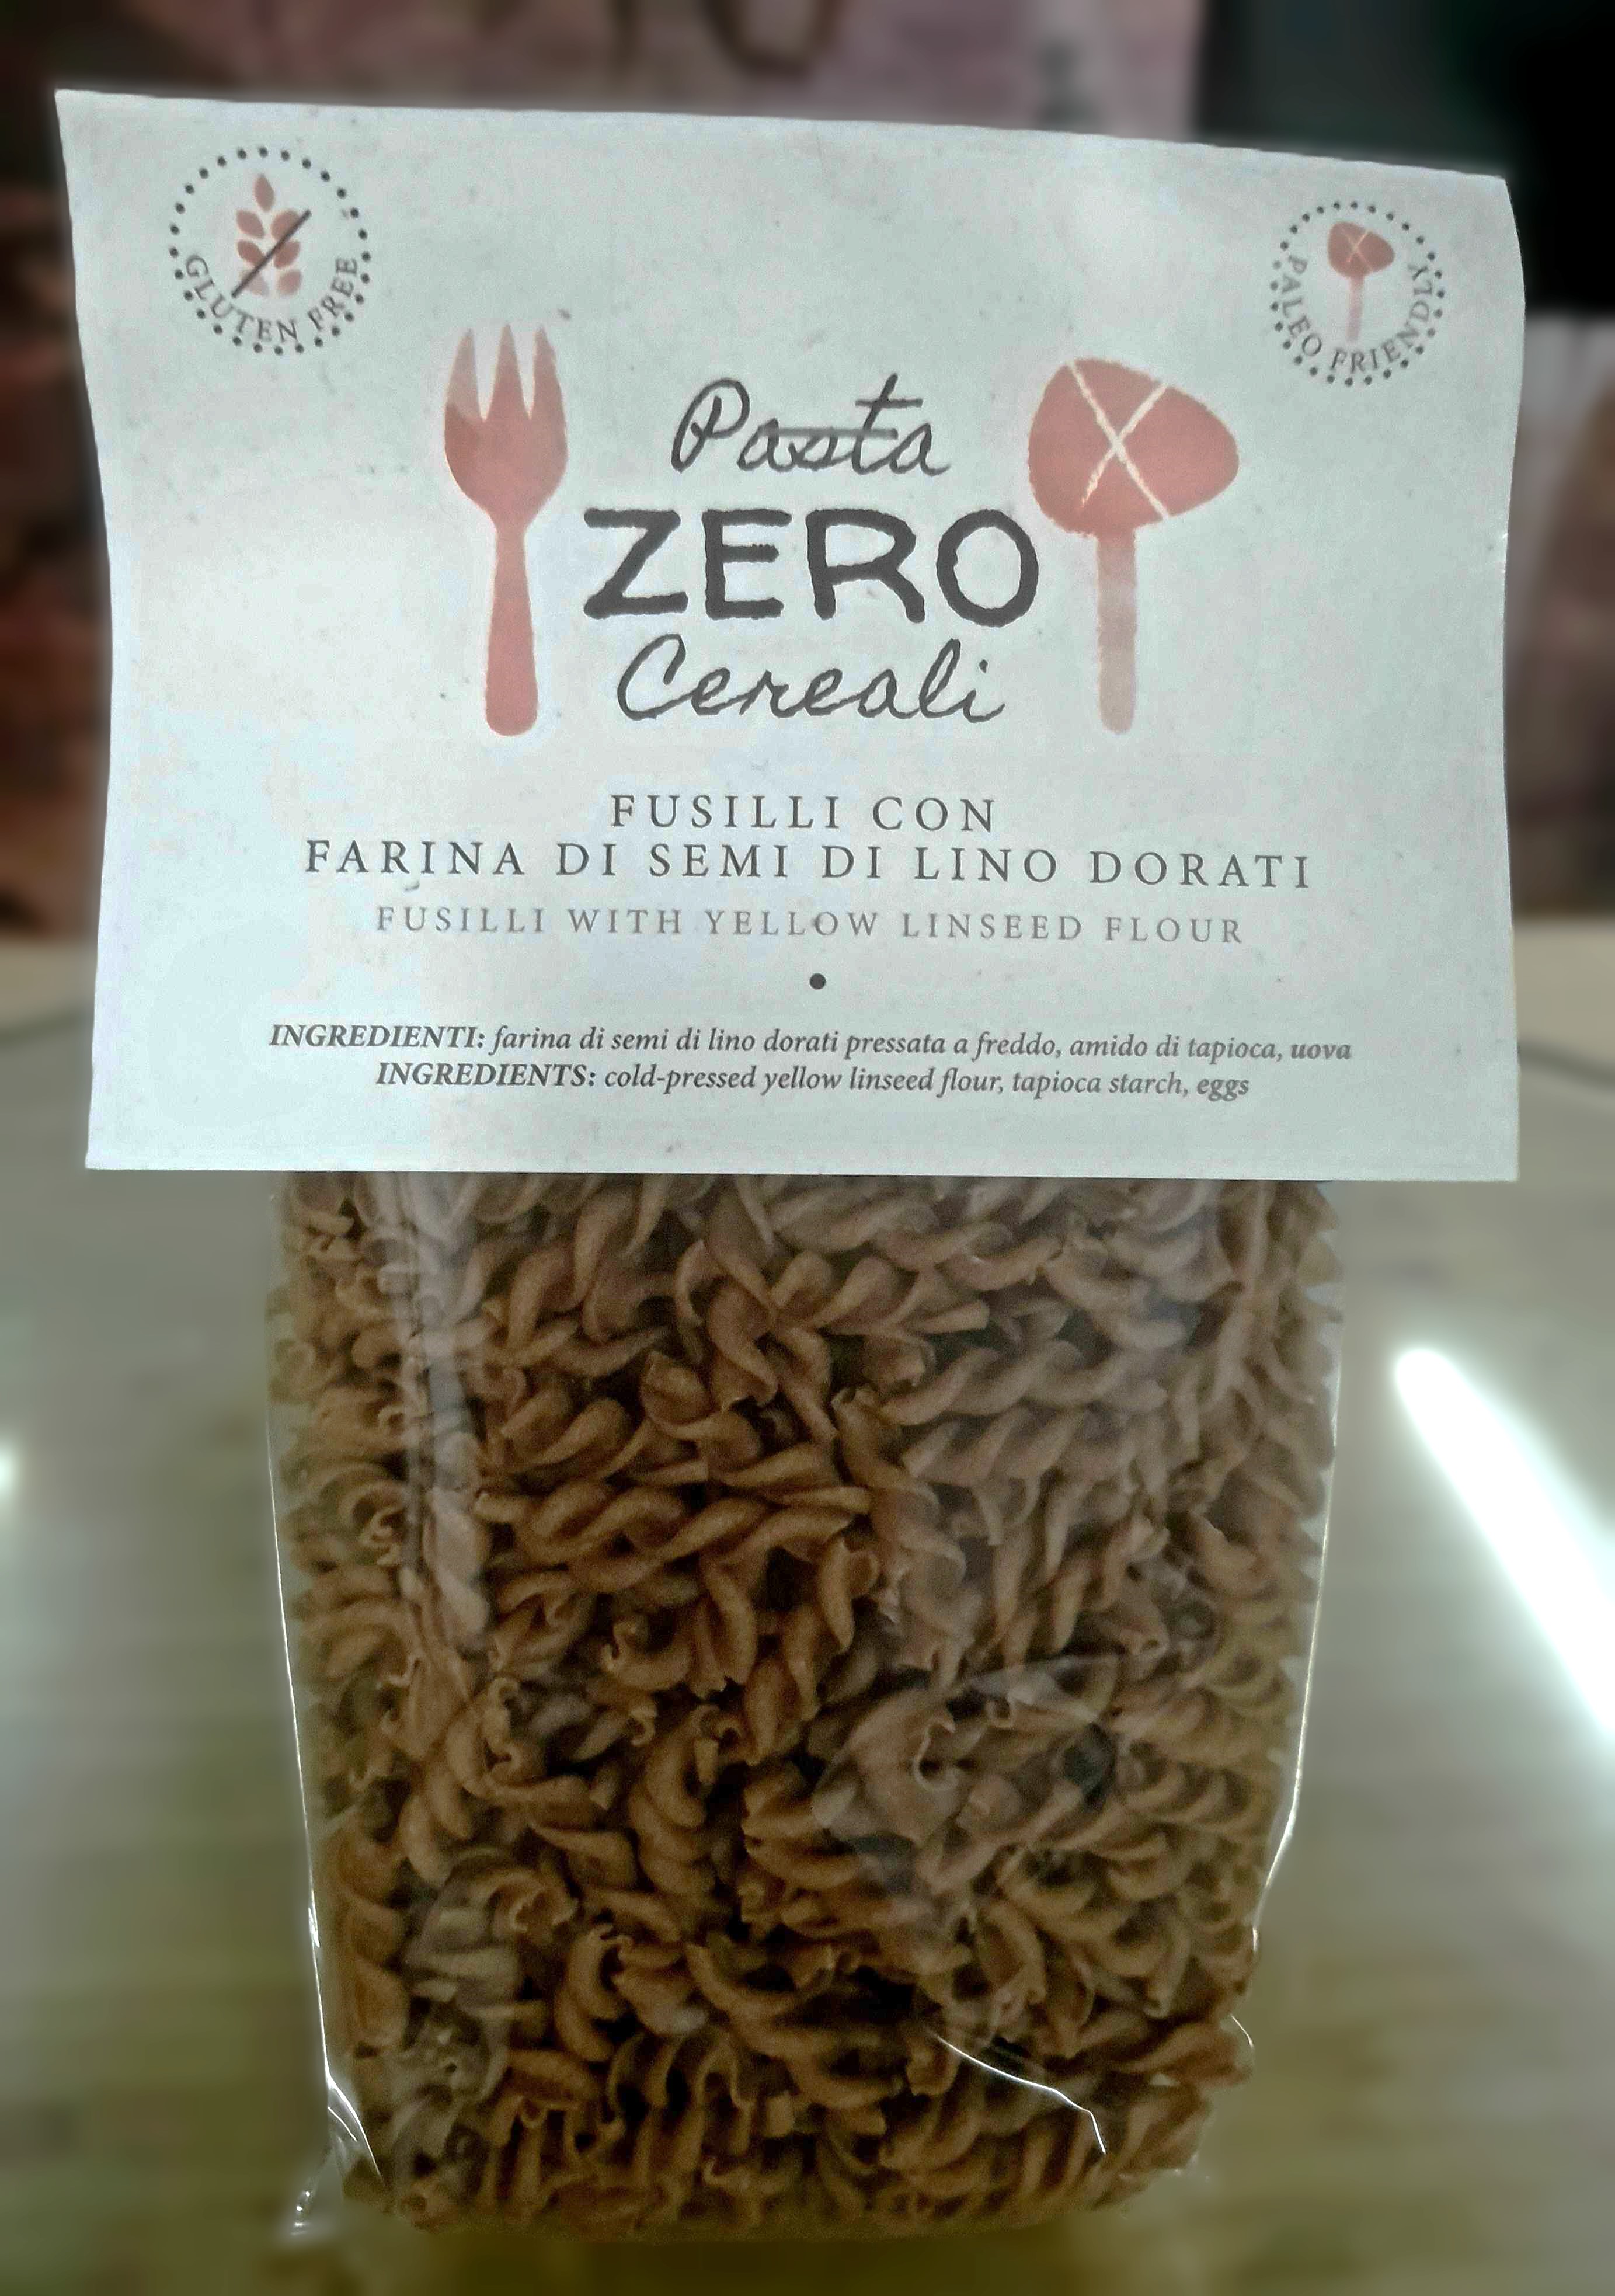 GLUTEN FREE
PALEO FRIENDLY
Pasta
ZERO
Cereali
FUSILLI CON
FARINA DI SEMI DI LINO DORATI
FUSILLI WITH YELLOW LINSEED FLOUR
INGREDIENTI: farina di semi di lino dorati pressata a freddo, amido di tapioca, uova
INGREDIENTS: cold-pressed yellow linseed flour, tapioca starch, eggs